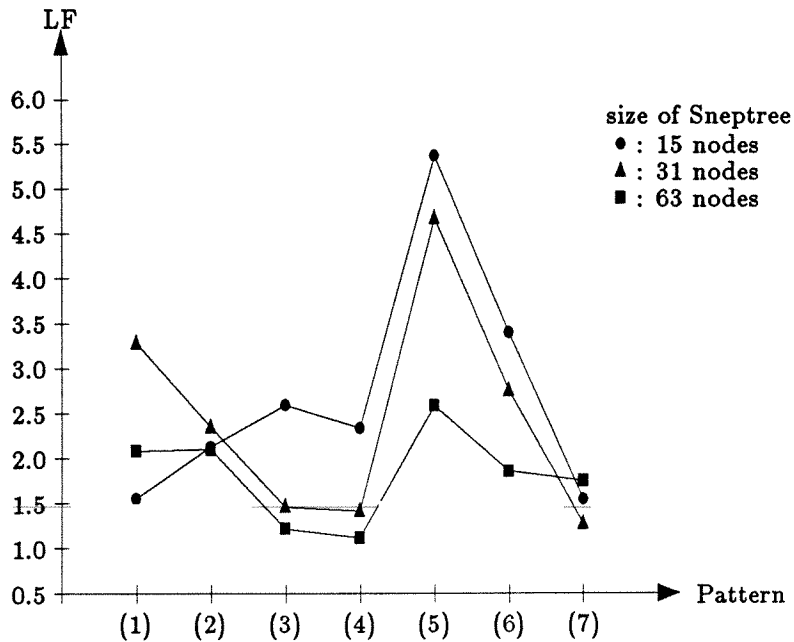 LF
6.0
5.5
5.0
4.5
4.0
3.5
3.0
2.5
2.0
1.5
1.0
0.5
size of Sneptree
● : 15 nodes
▲ : 31 nodes
■ : 63 nodes
Pattern
(1) (2) (3) (4) (5) (6) (7)